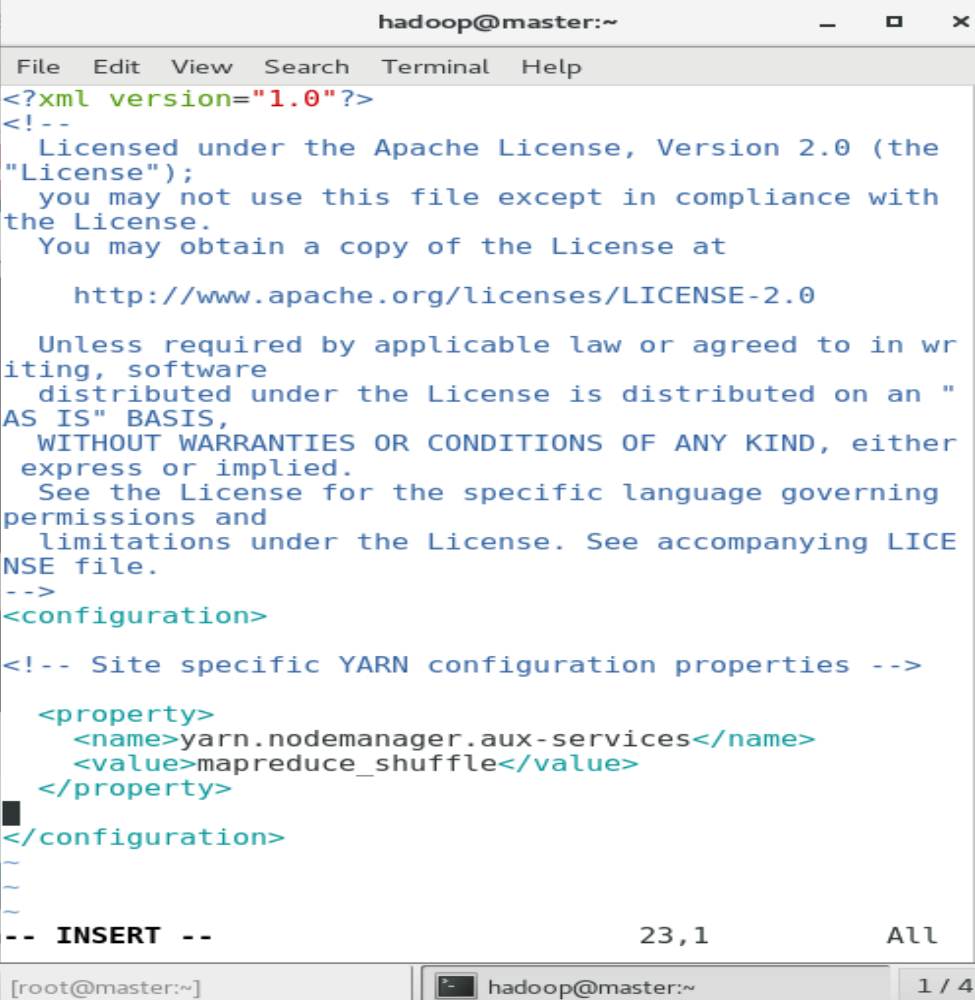 hadoop@master:~
File Edit View Search Terminal Help
<?xml version="1.0"?>
<!--
  Licensed under the Apache License, Version 2.0 (the
"License");
  you may not use this file except in compliance with
the License.
  You may obtain a copy of the License at
    http://www.apache.org/licenses/LICENSE-2.0
  Unless required by applicable law or agreed to in wr
iting, software
  distributed under the License is distributed on an "
AS IS" BASIS,
  WITHOUT WARRANTIES OR CONDITIONS OF ANY KIND, either
 express or implied.
  See the License for the specific language governing
permissions and
  limitations under the License. See accompanying LICE
NSE file.
-->
<configuration>
<!-- Site specific YARN configuration properties -->
  <property>
    <name>yarn.nodemanager.aux-services</name>
    <value>mapreduce_shuffle</value>
  </property>
</configuration>
~
~
~
-- INSERT -- 23,1 All
[root@master:~] hadoop@master:~ 1 / 4